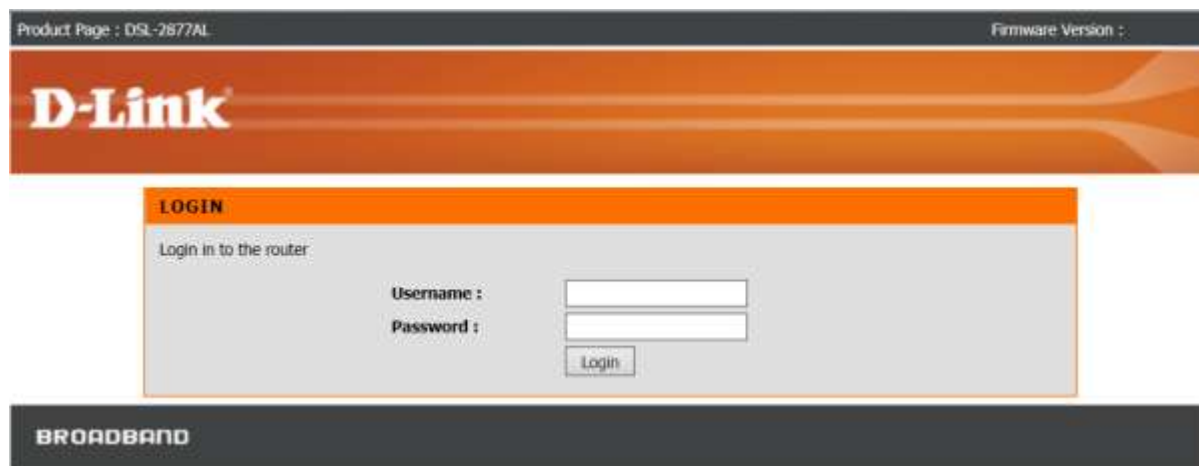 Product Page : DSL-2877AL Firmware Version :
D-Link
LOGIN
Login in to the router
Username :
Password :
Login
BROADBAND